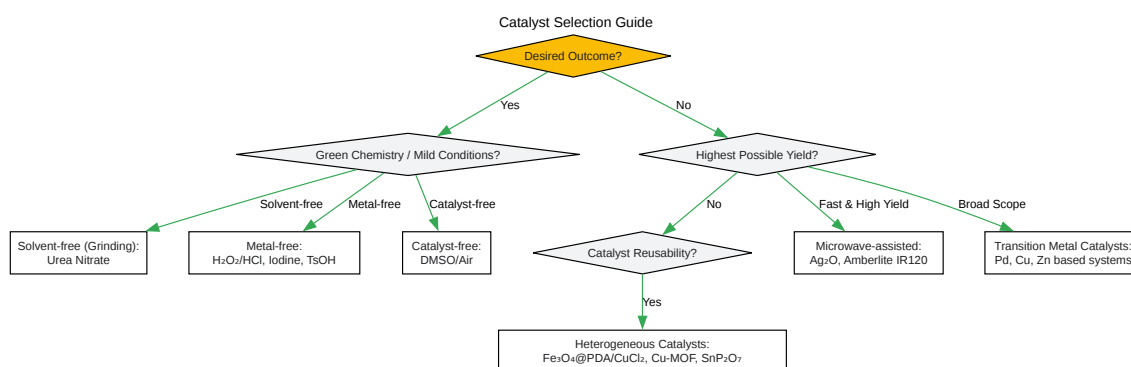 Catalyst Selection Guide
Desired Outcome?
Yes
No
Green Chemistry / Mild Conditions?
Highest Possible Yield?
Solvent-free
Metal-free
Catalyst-free
No
Fast & High Yield
Broad Scope
Solvent-free (Grinding):
Urea Nitrate
Metal-free:
H₂O₂/HCl, Iodine, TsOH
Catalyst-free:
DMSO/Air
Catalyst Reusability?
Microwave-assisted:
Ag₂O, Amberlite IR120
Transition Metal Catalysts:
Pd, Cu, Zn based systems
Yes
Heterogeneous Catalysts:
Fe₃O₄@PDA/CuCl₂, Cu-MOF, SnP₂O₇